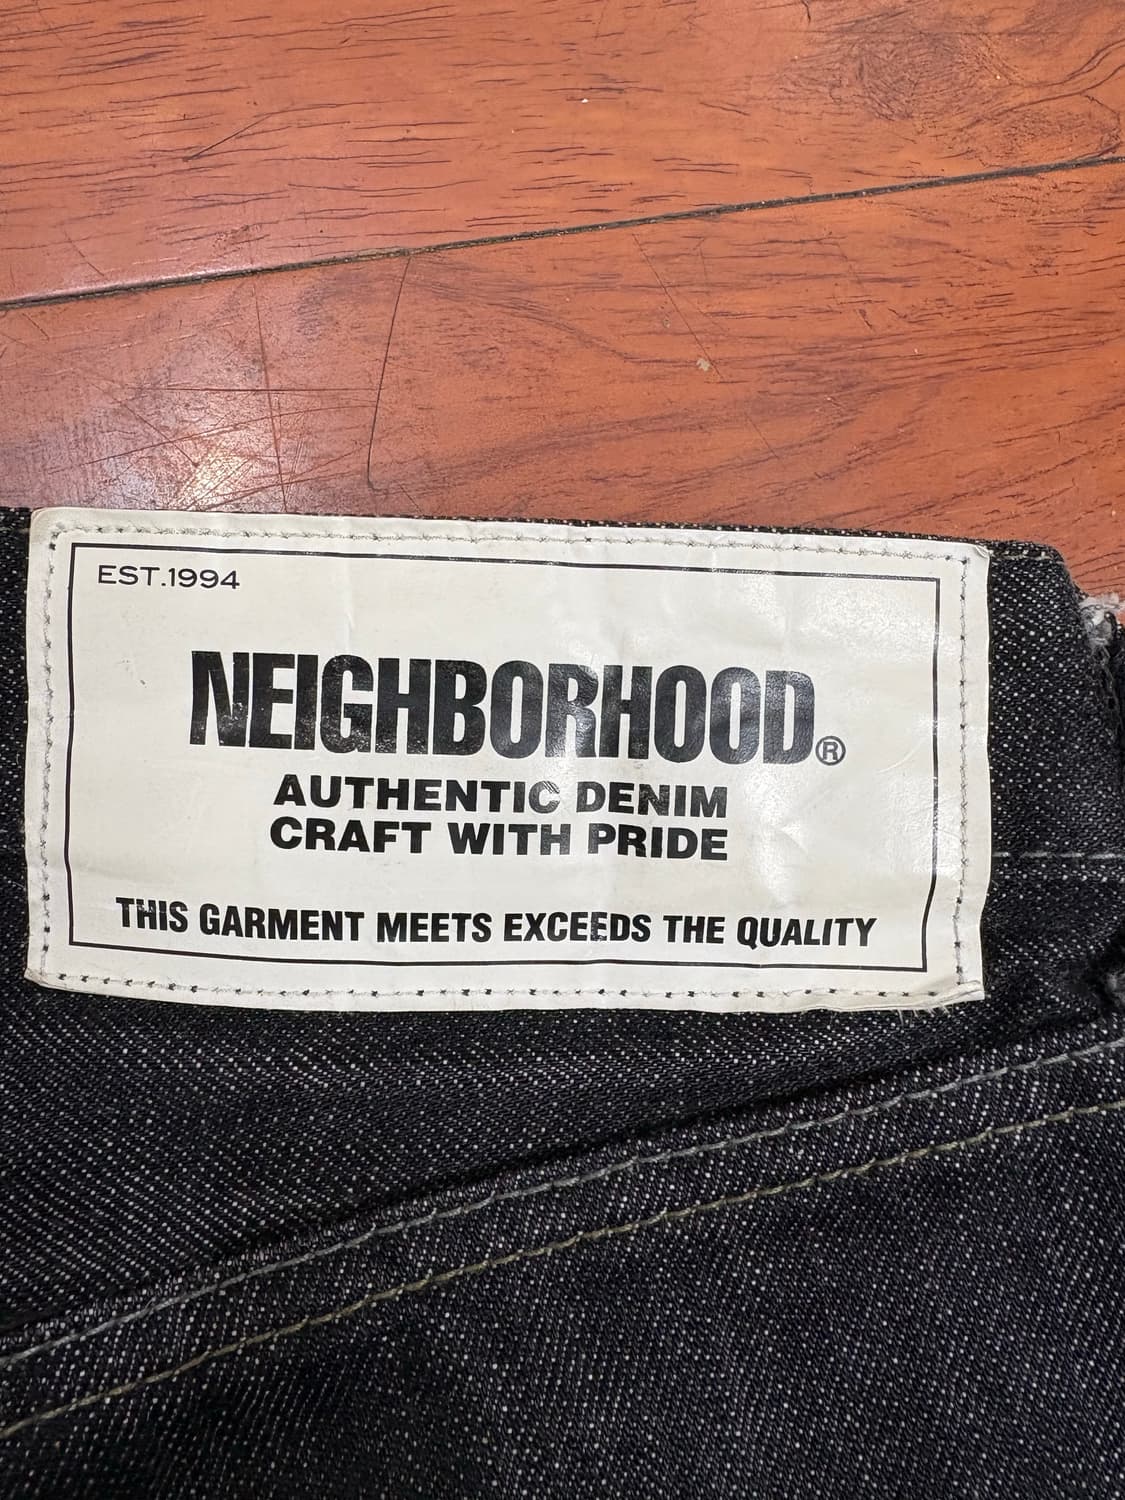 EST.1994
NEIGHBORHOOD®
AUTHENTIC DENIM
CRAFT WITH PRIDE
THIS GARMENT MEETS EXCEEDS THE QUALITY